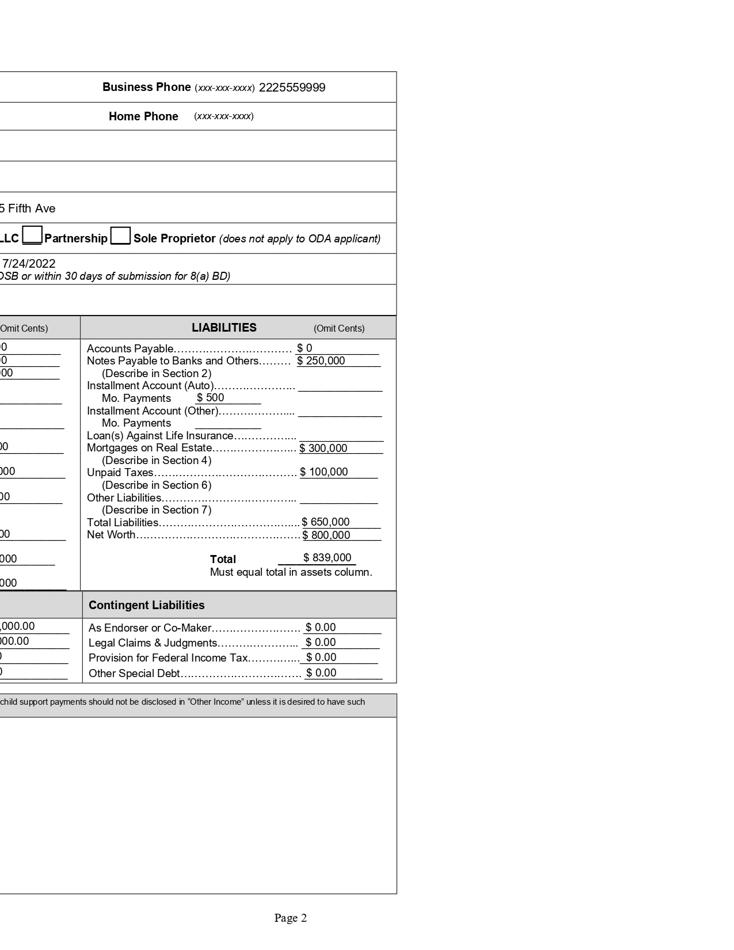 Business Phone (xxx-xxx-xxxx) 2225559999
Home Phone (xxx-xxx-xxxx)
5 Fifth Ave
LLC Partnership Sole Proprietor (does not apply to ODA applicant)
7/24/2022
OSB or within 30 days of submission for 8(a) BD)
Omit Cents) LIABILITIES (Omit Cents)
0 Accounts Payable…………………………… $ 0
0 Notes Payable to Banks and Others……… $ 250,000
00 (Describe in Section 2)
Installment Account (Auto)…………………..
Mo. Payments $ 500
Installment Account (Other)…………………...
Mo. Payments
Loan(s) Against Life Insurance……………...
00 Mortgages on Real Estate………………….. $ 300,000
(Describe in Section 4)
000 Unpaid Taxes……………………………….. $ 100,000
(Describe in Section 6)
00 Other Liabilities……………………………..
(Describe in Section 7)
Total Liabilities………………………………... $ 650,000
00 Net Worth……………………………………. $ 800,000
000 Total $ 839,000
Must equal total in assets column.
000
Contingent Liabilities
,000.00 As Endorser or Co-Maker……………………. $ 0.00
000.00 Legal Claims & Judgments………………….. $ 0.00
0 Provision for Federal Income Tax………….. $ 0.00
0 Other Special Debt………………………….. $ 0.00
child support payments should not be disclosed in "Other Income" unless it is desired to have such
Page 2